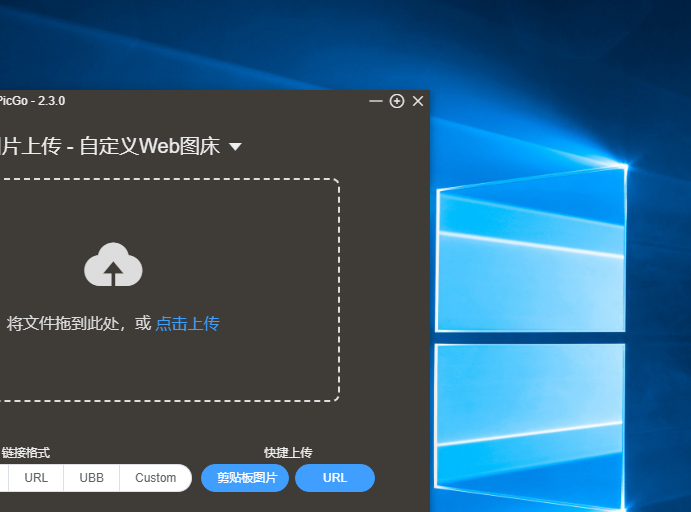 PicGo - 2.3.0
片上传 - 自定义Web图床
将文件拖到此处，或 点击上传
链接格式
快捷上传
URL
UBB
Custom
剪贴板图片
URL